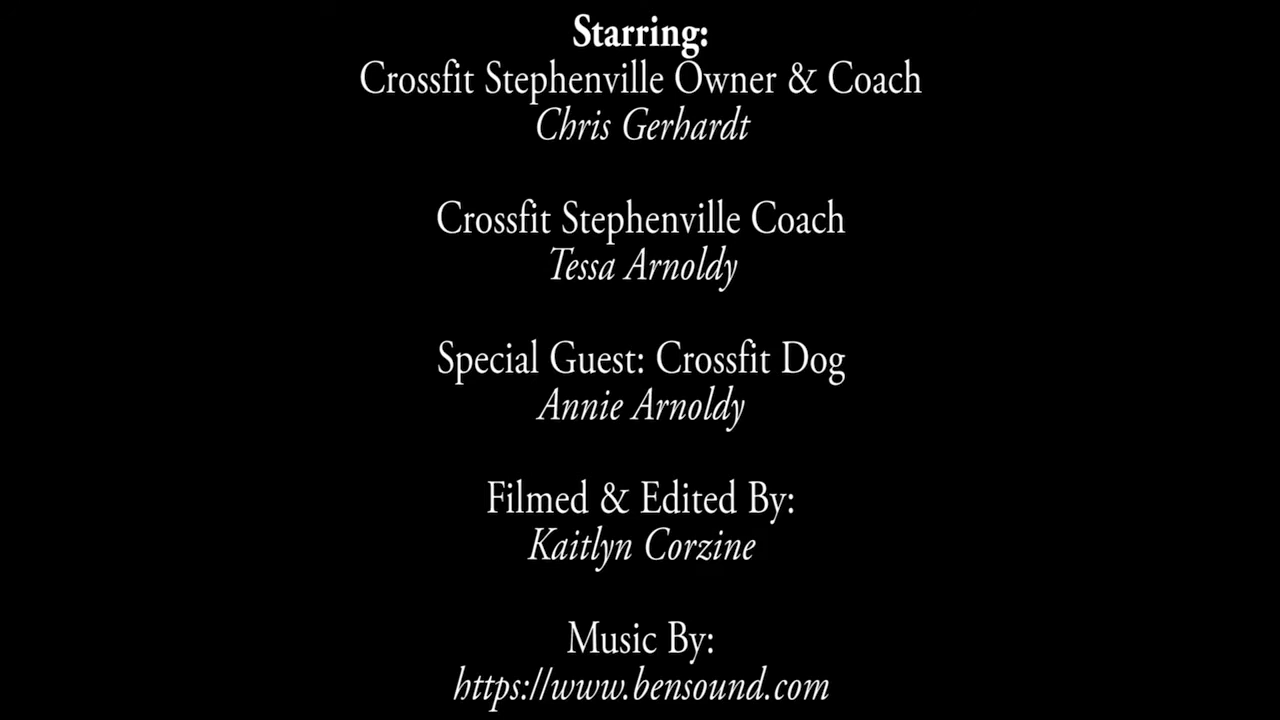 Starring:
Crossfit Stephenville Owner & Coach
Chris Gerhardt
Crossfit Stephenville Coach
Tessa Arnoldy
Special Guest: Crossfit Dog
Annie Arnoldy
Filmed & Edited By:
Kaitlyn Corzine
Music By:
https://www.bensound.com